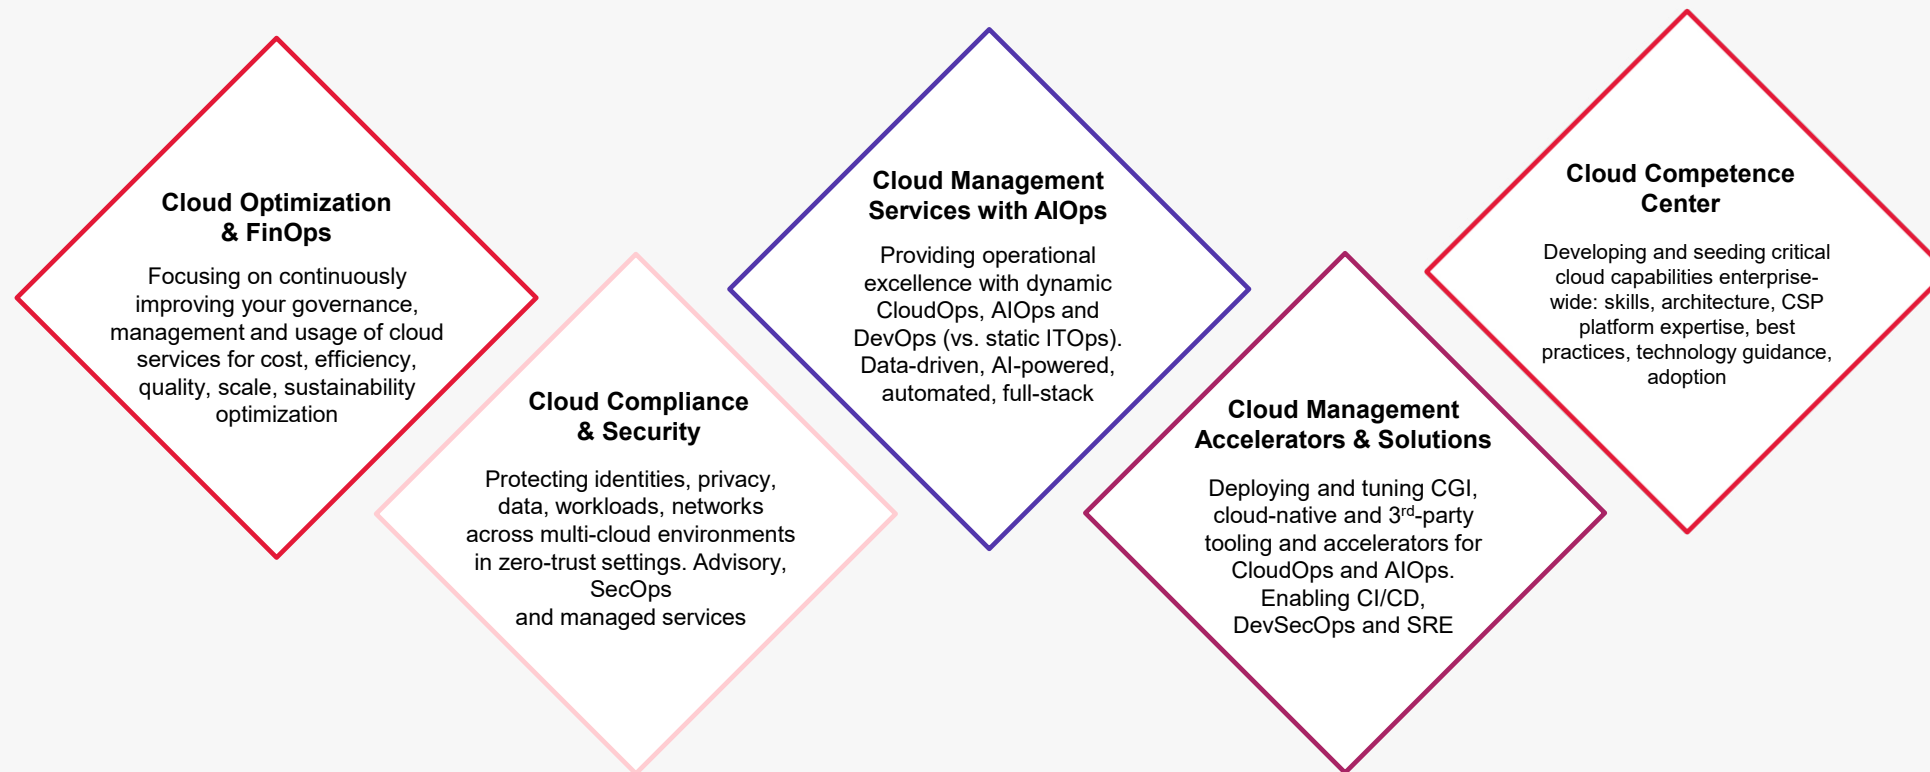 Cloud Optimization
& FinOps
Focusing on continuously
improving your governance,
management and usage of cloud
services for cost, efficiency,
quality, scale, sustainability
optimization
Cloud Compliance
& Security
Protecting identities, privacy,
data, workloads, networks
across multi-cloud environments
in zero-trust settings. Advisory,
SecOps
and managed services
Cloud Management
Services with AIOps
Providing operational
excellence with dynamic
CloudOps, AIOps and
DevOps (vs. static ITOps).
Data-driven, AI-powered,
automated, full-stack
Cloud Management
Accelerators & Solutions
Deploying and tuning CGI,
cloud-native and 3rd-party
tooling and accelerators for
CloudOps and AIOps.
Enabling CI/CD,
DevSecOps and SRE
Cloud Competence
Center
Developing and seeding critical
cloud capabilities enterprise-
wide: skills, architecture, CSP
platform expertise, best
practices, technology guidance,
adoption